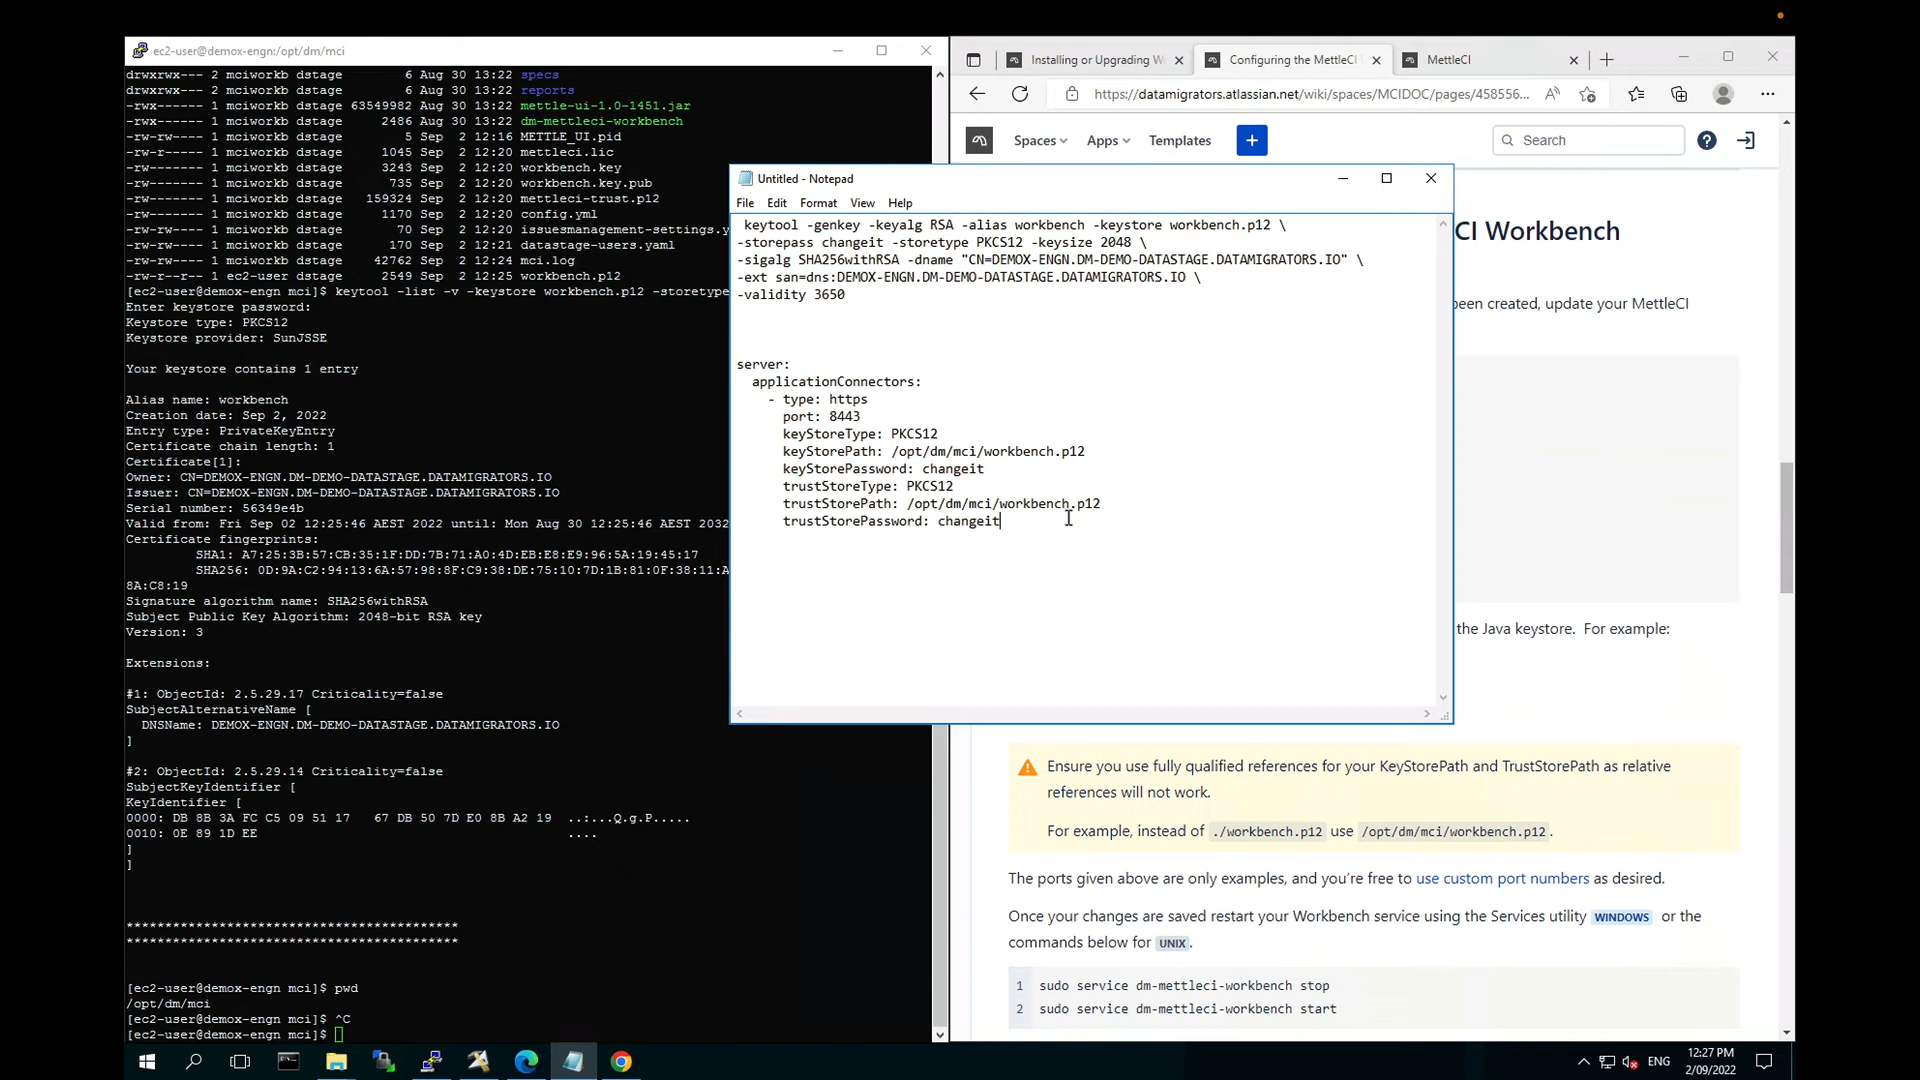 ec2-user@demox-engn:/opt/dm/mci
drwxrwx--- 2 mciworkb dstage 6 Aug 30 13:22 specs
drwxrwx--- 2 mciworkb dstage 6 Aug 30 13:22 reports
-rwx------ 1 mciworkb dstage 63549982 Aug 30 13:22 mettle-ui-1.0-1451.jar
-rwx------ 1 mciworkb dstage 2486 Aug 30 13:22 dm-mettleci-workbench
-rw-rw---- 1 mciworkb dstage 5 Sep 2 12:16 METTLE_UI.pid
-rw-r----- 1 mciworkb dstage 1045 Sep 2 12:20 mettleci.lic
-rw-rw---- 1 mciworkb dstage 3243 Sep 2 12:20 workbench.key
-rw-rw---- 1 mciworkb dstage 735 Sep 2 12:20 workbench.key.pub
-rw-rw---- 1 mciworkb dstage 159324 Sep 2 12:20 mettleci-trust.p12
-rw-rw---- 1 mciworkb dstage 1170 Sep 2 12:20 config.yml
-rw-rw---- 1 mciworkb dstage 70 Sep 2 12:20 issuesmanagement-settings.y
-rw-rw---- 1 mciworkb dstage 170 Sep 2 12:21 datastage-users.yaml
-rw-rw---- 1 mciworkb dstage 42762 Sep 2 12:24 mci.log
-rw-r--r-- 1 ec2-user dstage 2549 Sep 2 12:25 workbench.p12
[ec2-user@demox-engn mci]$ keytool -list -v -keystore workbench.p12 -storetype
Enter keystore password:
Keystore type: PKCS12
Keystore provider: SunJSSE
Your keystore contains 1 entry
Alias name: workbench
Creation date: Sep 2, 2022
Entry type: PrivateKeyEntry
Certificate chain length: 1
Certificate[1]:
Owner: CN=DEMOX-ENGN.DM-DEMO-DATASTAGE.DATAMIGRATORS.IO
Issuer: CN=DEMOX-ENGN.DM-DEMO-DATASTAGE.DATAMIGRATORS.IO
Serial number: 56349e4b
Valid from: Fri Sep 02 12:25:46 AEST 2022 until: Mon Aug 30 12:25:46 AEST 2032
Certificate fingerprints:
SHA1: A7:25:3B:57:CB:35:1F:DD:7B:71:A0:4D:EB:E8:E9:96:5A:19:45:17
SHA256: 0D:9A:C2:94:13:6A:57:98:8F:C9:38:DE:75:10:7D:1B:81:0F:38:11:A
8A:C8:19
Signature algorithm name: SHA256withRSA
Subject Public Key Algorithm: 2048-bit RSA key
Version: 3
Extensions:
#1: ObjectId: 2.5.29.17 Criticality=false
SubjectAlternativeName [
DNSName: DEMOX-ENGN.DM-DEMO-DATASTAGE.DATAMIGRATORS.IO
]
#2: ObjectId: 2.5.29.14 Criticality=false
SubjectKeyIdentifier [
KeyIdentifier [
0000: DB 8B 3A FC C5 09 51 17 67 DB 50 7D E0 8B A2 19 ..:...Q.g.P.....
0010: 0E 89 1D EE ....
]
]
*******************************************
*******************************************
[ec2-user@demox-engn mci]$ pwd
/opt/dm/mci
[ec2-user@demox-engn mci]$ ^C
[ec2-user@demox-engn mci]$
Untitled - Notepad
File Edit Format View Help
keytool -genkey -keyalg RSA -alias workbench -keystore workbench.p12 \
-storepass changeit -storetype PKCS12 -keysize 2048 \
-sigalg SHA256withRSA -dname "CN=DEMOX-ENGN.DM-DEMO-DATASTAGE.DATAMIGRATORS.IO" \
-ext san=dns:DEMOX-ENGN.DM-DEMO-DATASTAGE.DATAMIGRATORS.IO \
-validity 3650
server:
applicationConnectors:
- type: https
port: 8443
keyStoreType: PKCS12
keyStorePath: /opt/dm/mci/workbench.p12
keyStorePassword: changeit
trustStoreType: PKCS12
trustStorePath: /opt/dm/mci/workbench.p12
trustStorePassword: changeit
Installing or Upgrading W
Configuring the MettleCI
MettleCI
https://datamigrators.atlassian.net/wiki/spaces/MCIDOC/pages/458556...
Spaces Apps Templates + Search
CI Workbench
been created, update your MettleCI
the Java keystore. For example:
Ensure you use fully qualified references for your KeyStorePath and TrustStorePath as relative
references will not work.
For example, instead of ./workbench.p12 use /opt/dm/mci/workbench.p12.
The ports given above are only examples, and you're free to use custom port numbers as desired.
Once your changes are saved restart your Workbench service using the Services utility WINDOWS or the
commands below for UNIX.
1 sudo service dm-mettleci-workbench stop
2 sudo service dm-mettleci-workbench start
ENG
12:27 PM
2/09/2022